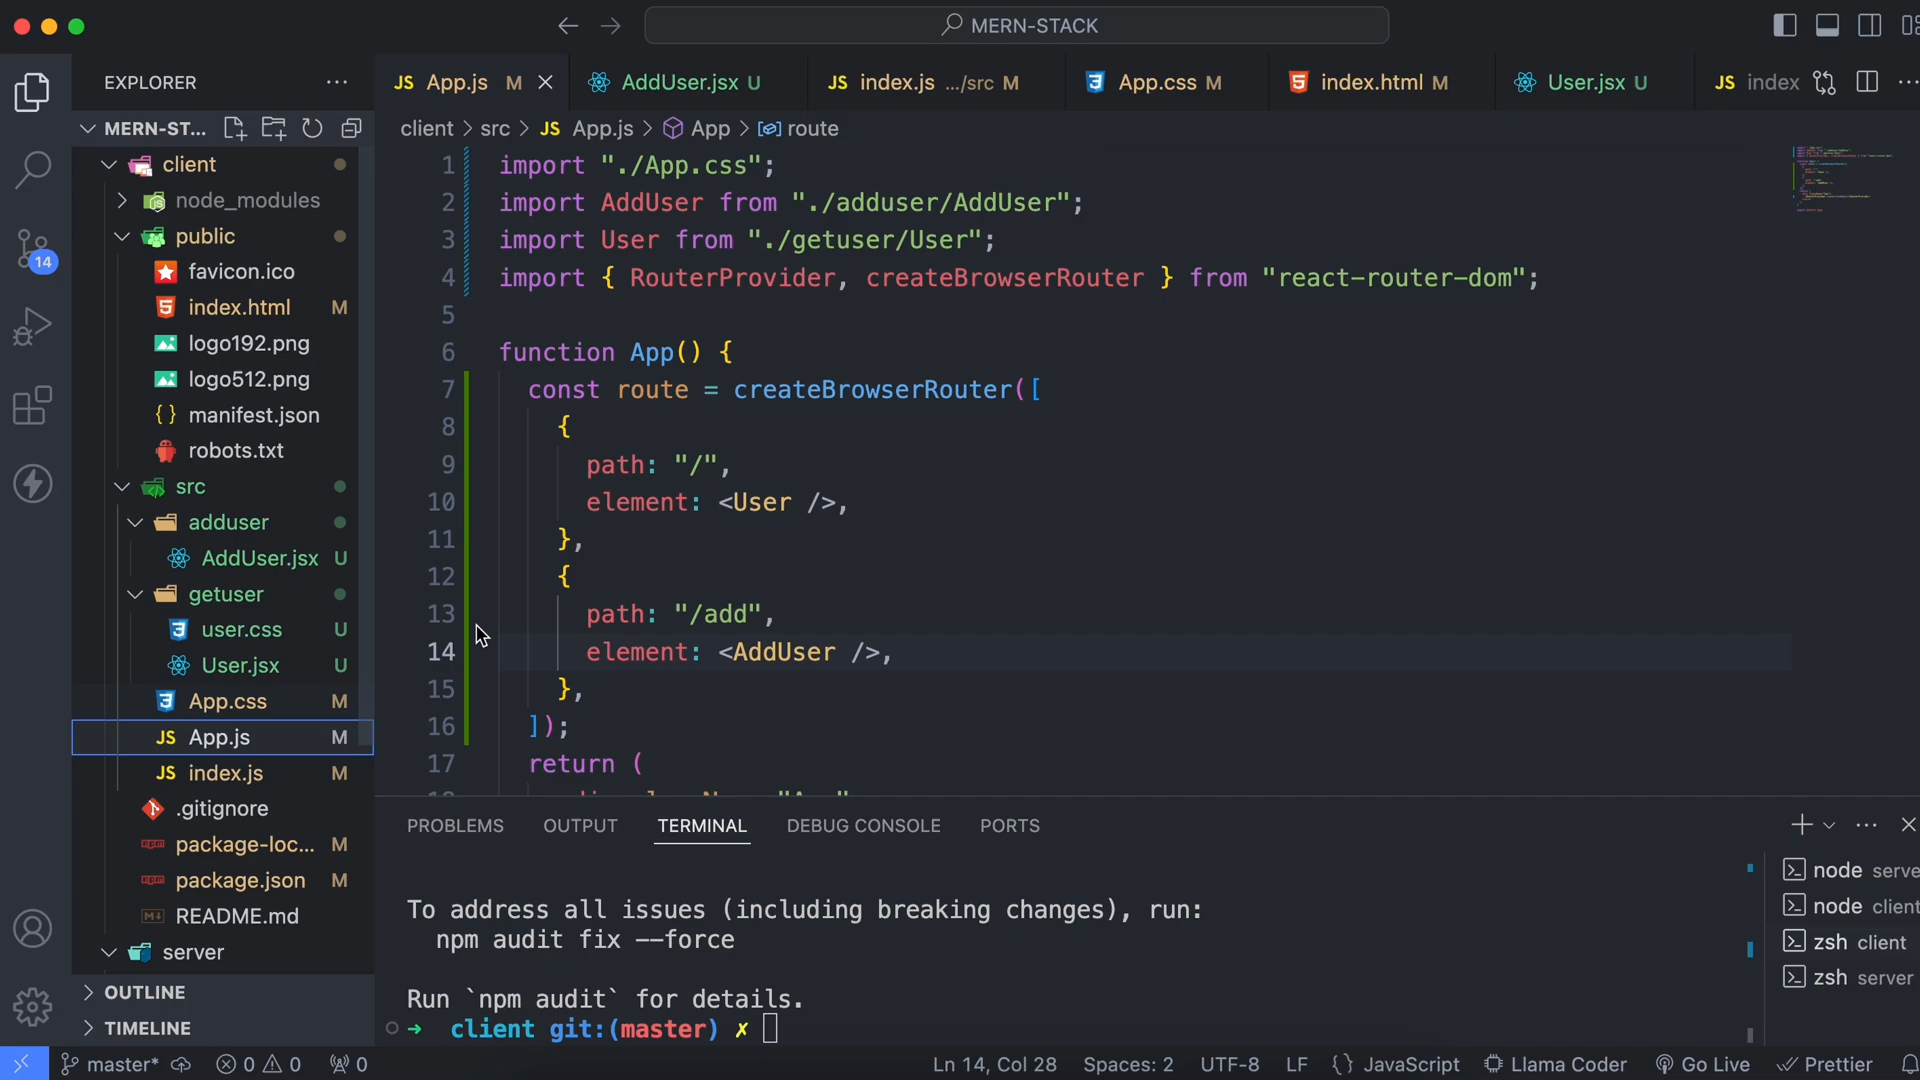 MERN-STACK
EXPLORER
JS App.js M
AddUser.jsx U
JS index.js .../src M
App.css M
index.html M
User.jsx U
JS index
MERN-ST...
client > src > JS App.js > App > route
client
node_modules
public
favicon.ico
index.html M
logo192.png
logo512.png
{} manifest.json
robots.txt
src
adduser
AddUser.jsx U
getuser
user.css U
User.jsx U
App.css M
JS App.js M
JS index.js M
.gitignore
package-loc... M
package.json M
README.md
server
OUTLINE
TIMELINE
14
1 import "./App.css";
2 import AddUser from "./adduser/AddUser";
3 import User from "./getuser/User";
4 import { RouterProvider, createBrowserRouter } from "react-router-dom";
5
6 function App() {
7 const route = createBrowserRouter([
8 {
9 path: "/",
10 element: <User />,
11 },
12 {
13 path: "/add",
14 element: <AddUser />,
15 },
16 ]);
17 return (
PROBLEMS OUTPUT TERMINAL DEBUG CONSOLE PORTS
To address all issues (including breaking changes), run:
npm audit fix --force
Run `npm audit` for details.
➜ client git:(master) ✗
node serve
node client
zsh client
zsh server
master* 0 0 0
Ln 14, Col 28 Spaces: 2 UTF-8 LF {} JavaScript Llama Coder Go Live Prettier